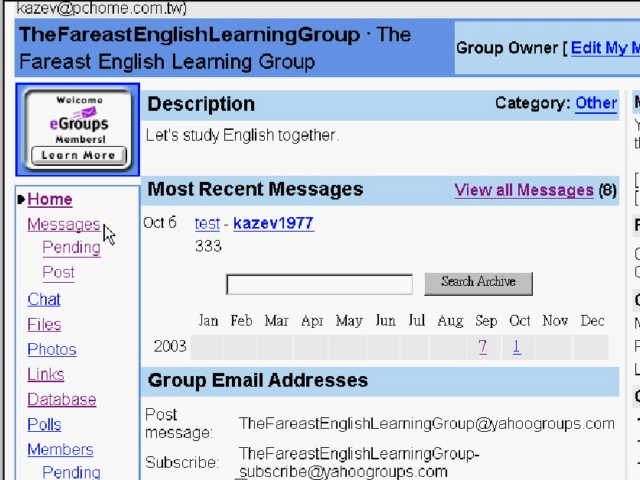 kazev@pchome.com.tw)
TheFareastEnglishLearningGroup · The
Fareast English Learning Group
Group Owner [ Edit My M
Welcome
eGroups
Members!
Learn More
Description
Category: Other
Let's study English together.
Most Recent Messages
View all Messages (8)
Oct 6
test - kazev1977
333
Search Archive
Jan Feb Mar Apr May Jun Jul Aug Sep Oct Nov Dec
2003 7 1
Group Email Addresses
Post
message:
TheFareastEnglishLearningGroup@yahoogroups.com
Subscribe:
TheFareastEnglishLearningGroup-
_subscribe@yahoogroups.com
Home
Messages
Pending
Post
Chat
Files
Photos
Links
Database
Polls
Members
Pending